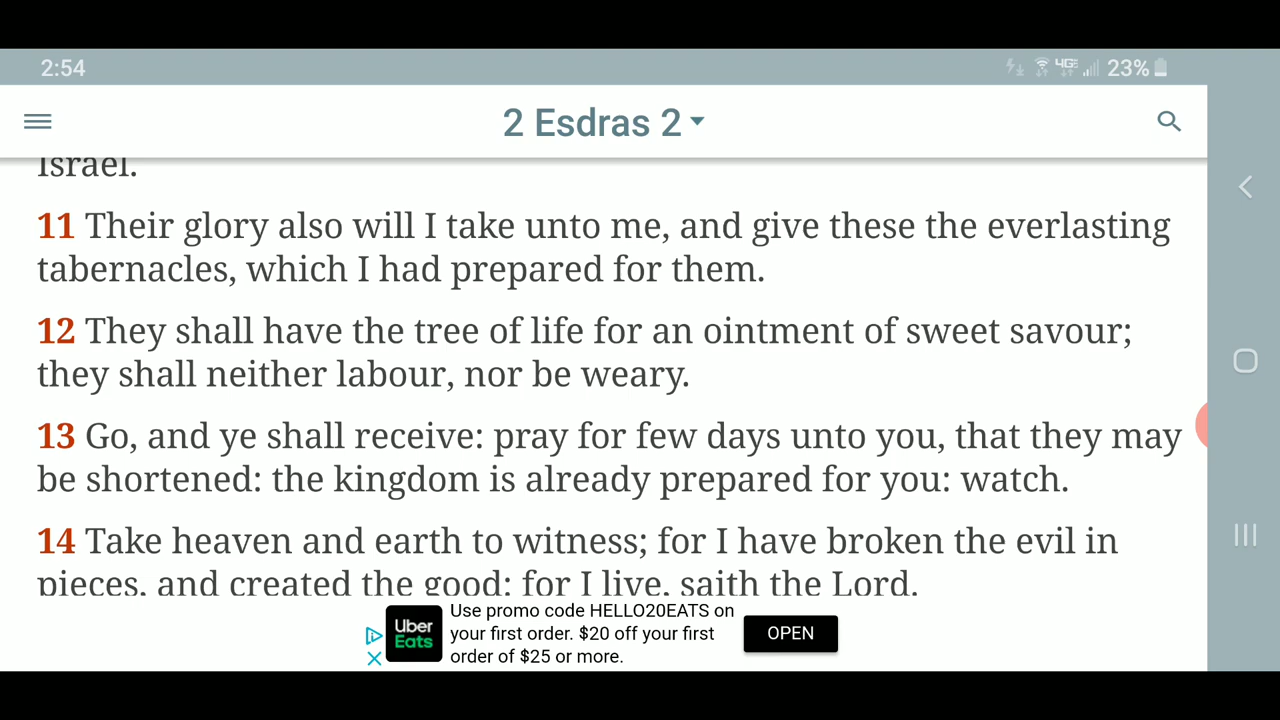 2:54
4G 23%
2 Esdras 2
Israel.
11 Their glory also will I take unto me, and give these the everlasting
tabernacles, which I had prepared for them.
12 They shall have the tree of life for an ointment of sweet savour;
they shall neither labour, nor be weary.
13 Go, and ye shall receive: pray for few days unto you, that they may
be shortened: the kingdom is already prepared for you: watch.
14 Take heaven and earth to witness; for I have broken the evil in
pieces, and created the good: for I live, saith the Lord.
Uber
Eats
Use promo code HELLO20EATS on
your first order. $20 off your first
order of $25 or more.
OPEN